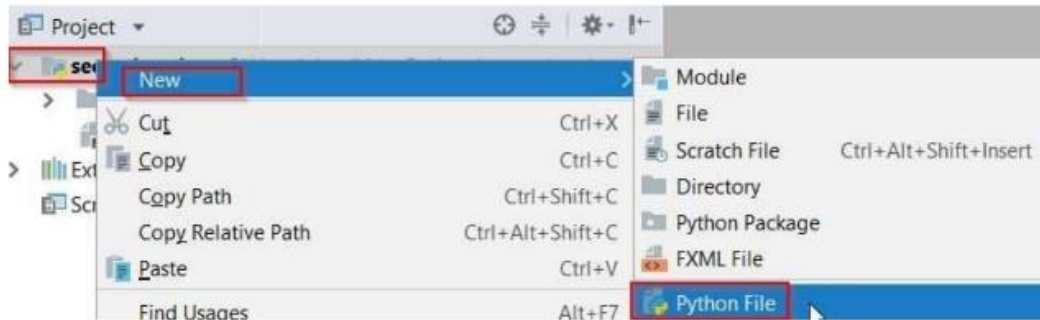 Project
New
Module
Cut Ctrl+X
File
Copy Ctrl+C
Scratch File Ctrl+Alt+Shift+Insert
Copy Path Ctrl+Shift+C
Directory
Copy Relative Path Ctrl+Alt+Shift+C
Python Package
Paste Ctrl+V
FXML File
Find Usages Alt+F7
Python File